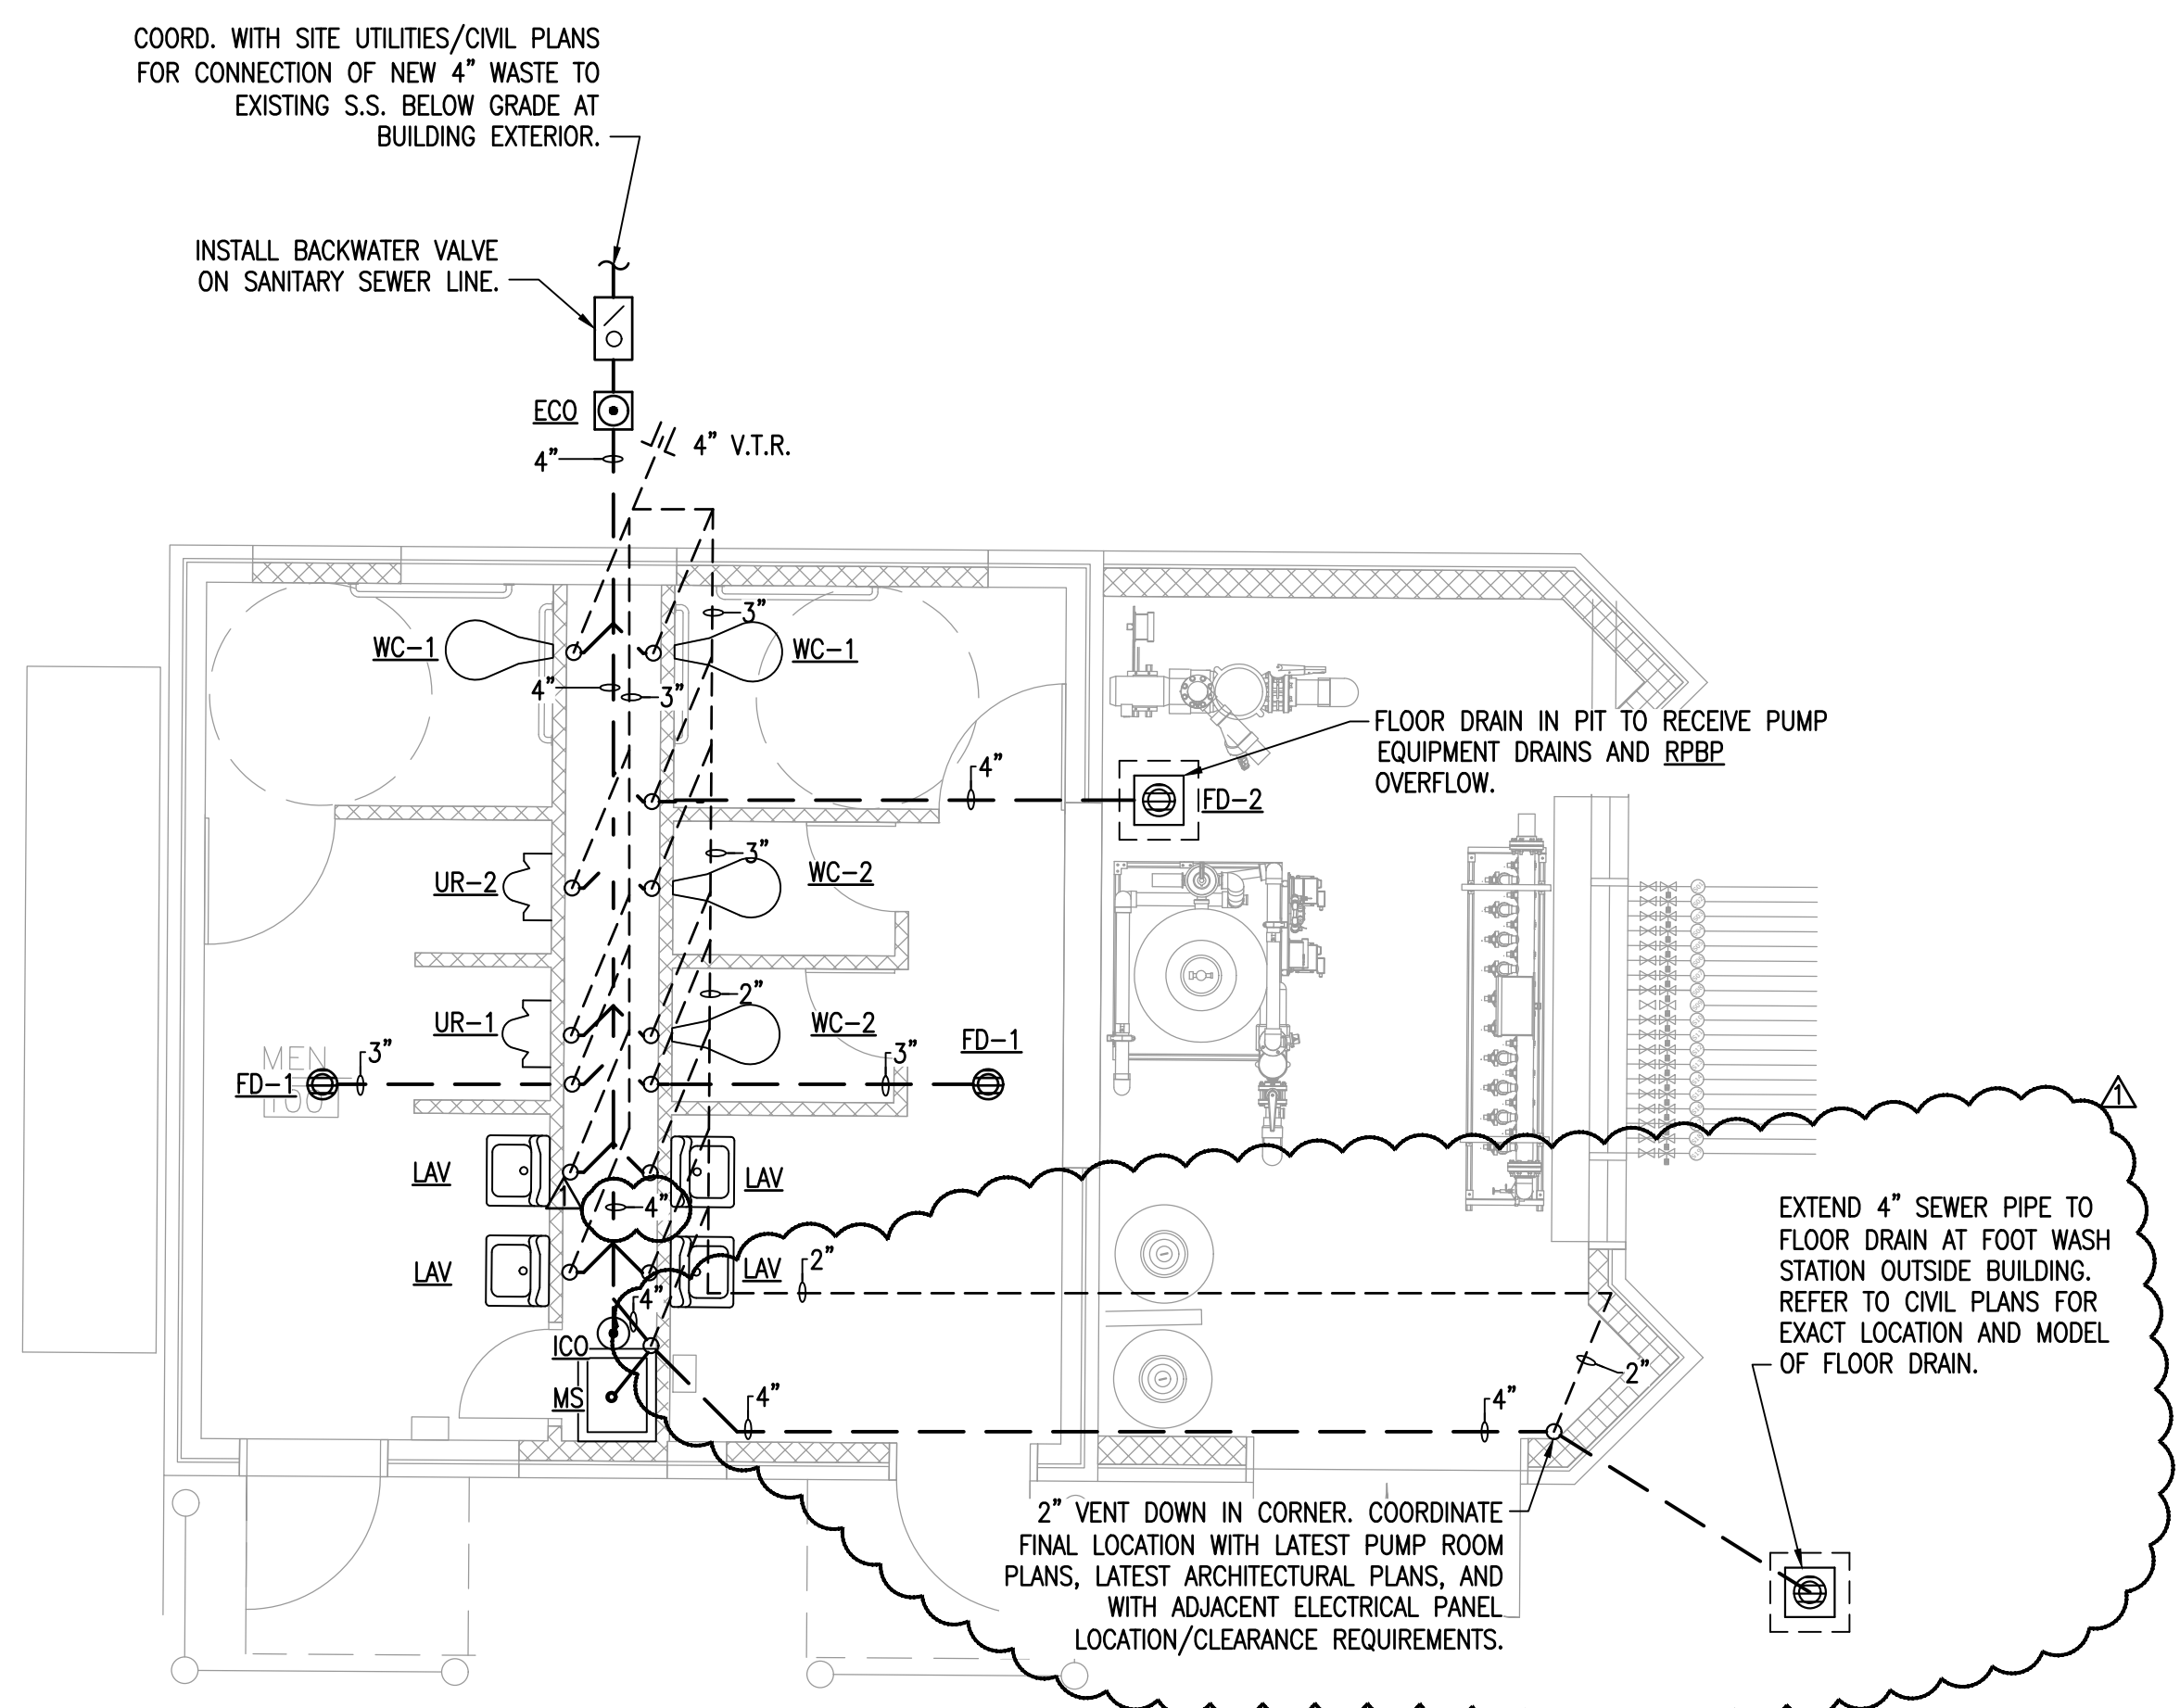 COORD. WITH SITE UTILITIES/CIVIL PLANS
FOR CONNECTION OF NEW 4" WASTE TO
EXISTING S.S. BELOW GRADE AT
BUILDING EXTERIOR.
INSTALL BACKWATER VALVE
ON SANITARY SEWER LINE.
ECO
4"
4" V.T.R.
3"
WC-1
WC-1
4"
3"
FLOOR DRAIN IN PIT TO RECEIVE PUMP
EQUIPMENT DRAINS AND RPBP
OVERFLOW.
4"
FD-2
3"
UR-2
WC-2
2"
UR-1
WC-2
FD-1
MEN
3"
3"
FD-1
1
LAV
LAV
1
4"
EXTEND 4" SEWER PIPE TO
FLOOR DRAIN AT FOOT WASH
STATION OUTSIDE BUILDING.
REFER TO CIVIL PLANS FOR
EXACT LOCATION AND MODEL
OF FLOOR DRAIN.
LAV
LAV
2"
4"
ICO
2"
MS
4"
4"
2" VENT DOWN IN CORNER. COORDINATE
FINAL LOCATION WITH LATEST PUMP ROOM
PLANS, LATEST ARCHITECTURAL PLANS, AND
WITH ADJACENT ELECTRICAL PANEL
LOCATION/CLEARANCE REQUIREMENTS.